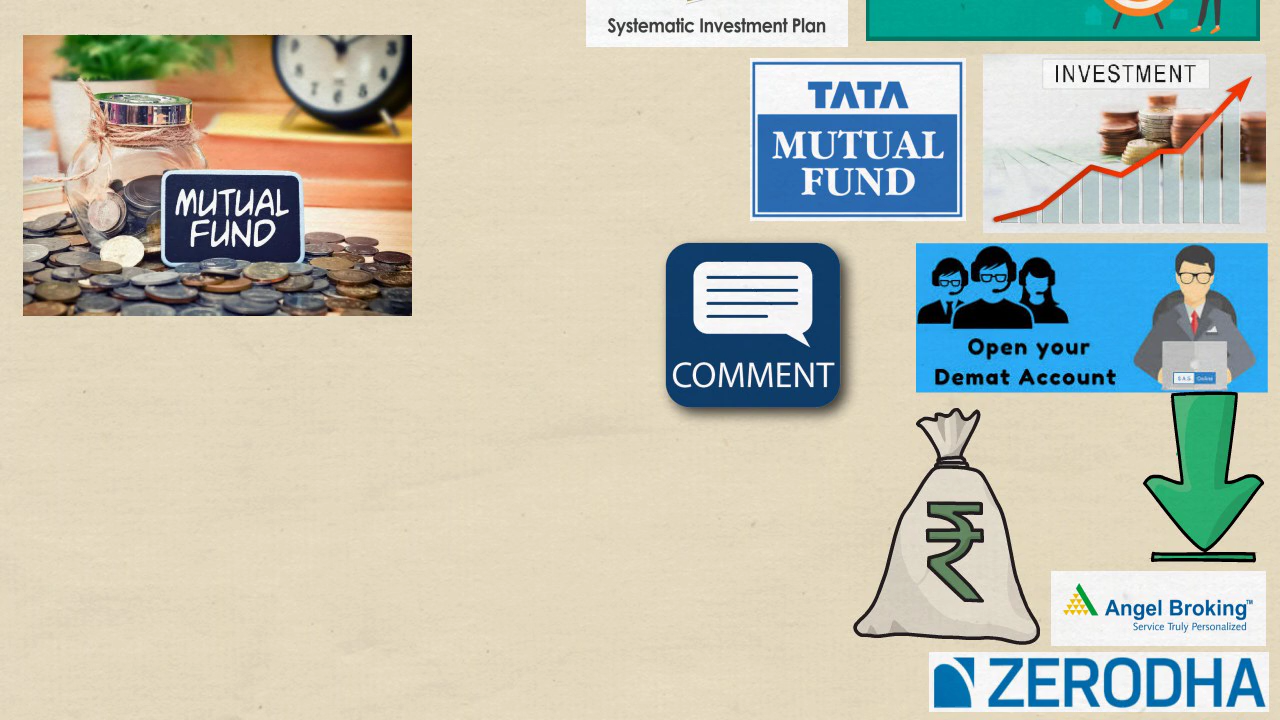 Systematic Investment Plan
MUTUAL
FUND
TATA
MUTUAL
FUND
INVESTMENT
COMMENT
Open your
Demat Account
Angel Broking™
Service Truly Personalized
ZERODHA